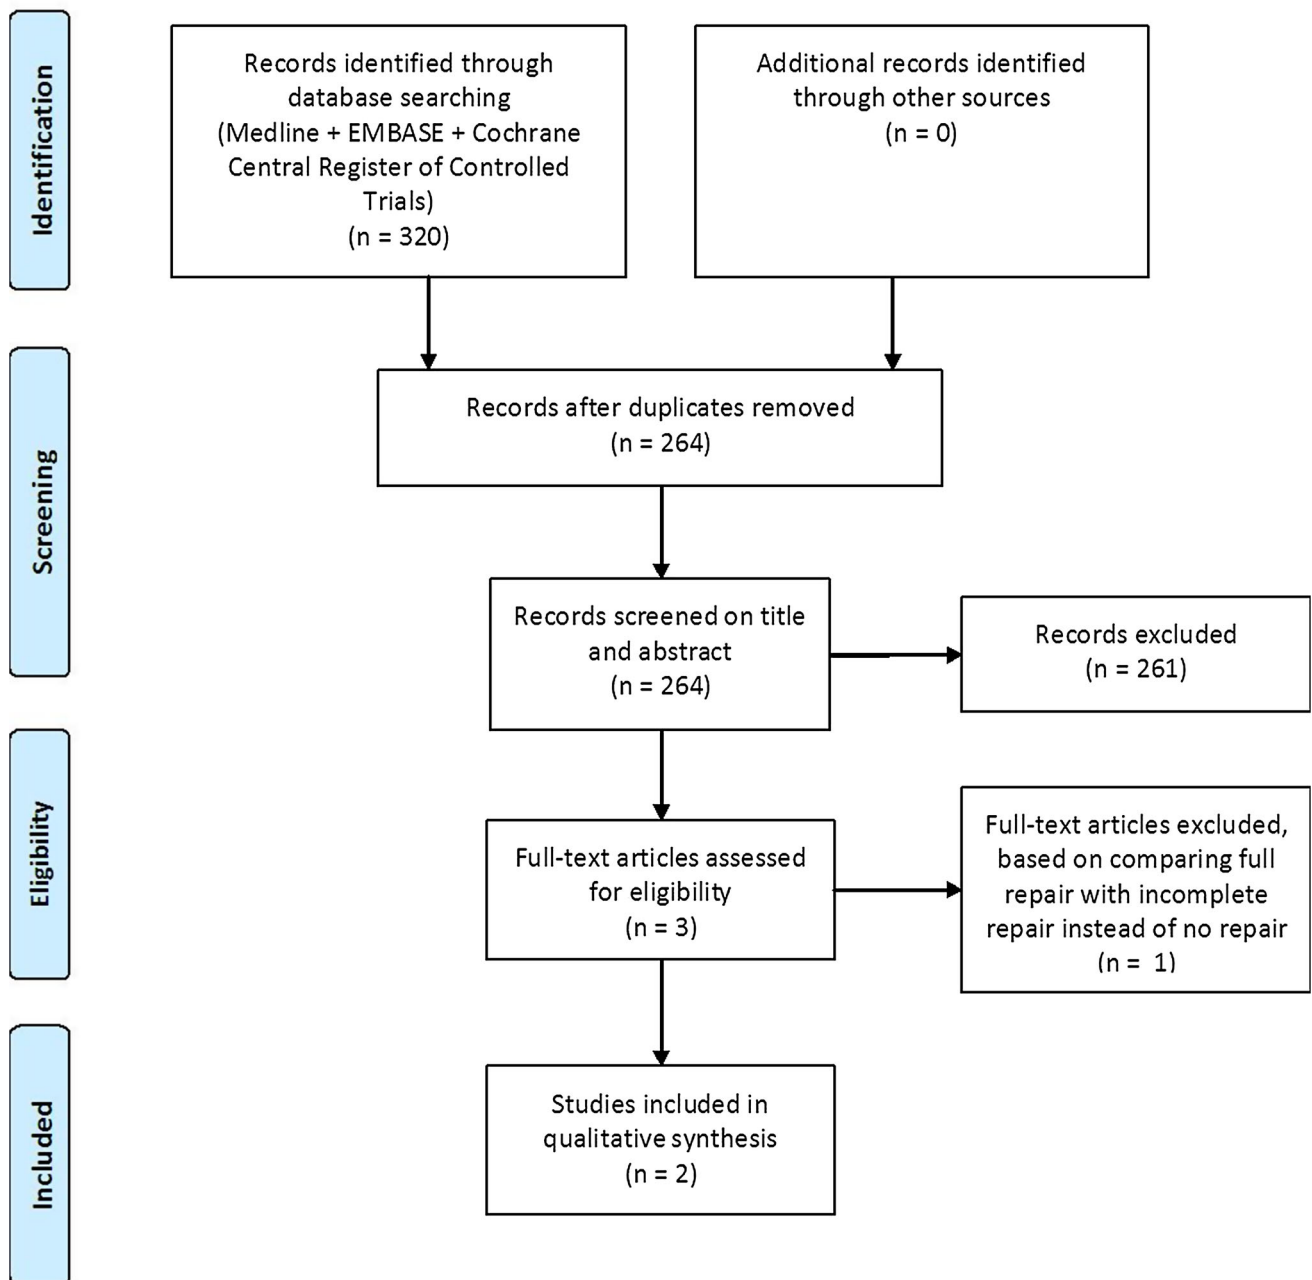 Identification
Records identified through
database searching
(Medline + EMBASE + Cochrane
Central Register of Controlled
Trials)
(n = 320)
Additional records identified
through other sources
(n = 0)
Screening
Records after duplicates removed
(n = 264)
Records screened on title
and abstract
(n = 264)
Records excluded
(n = 261)
Eligibility
Full-text articles assessed
for eligibility
(n = 3)
Full-text articles excluded,
based on comparing full
repair with incomplete
repair instead of no repair
(n =  1)
Included
Studies included in
qualitative synthesis
(n = 2)